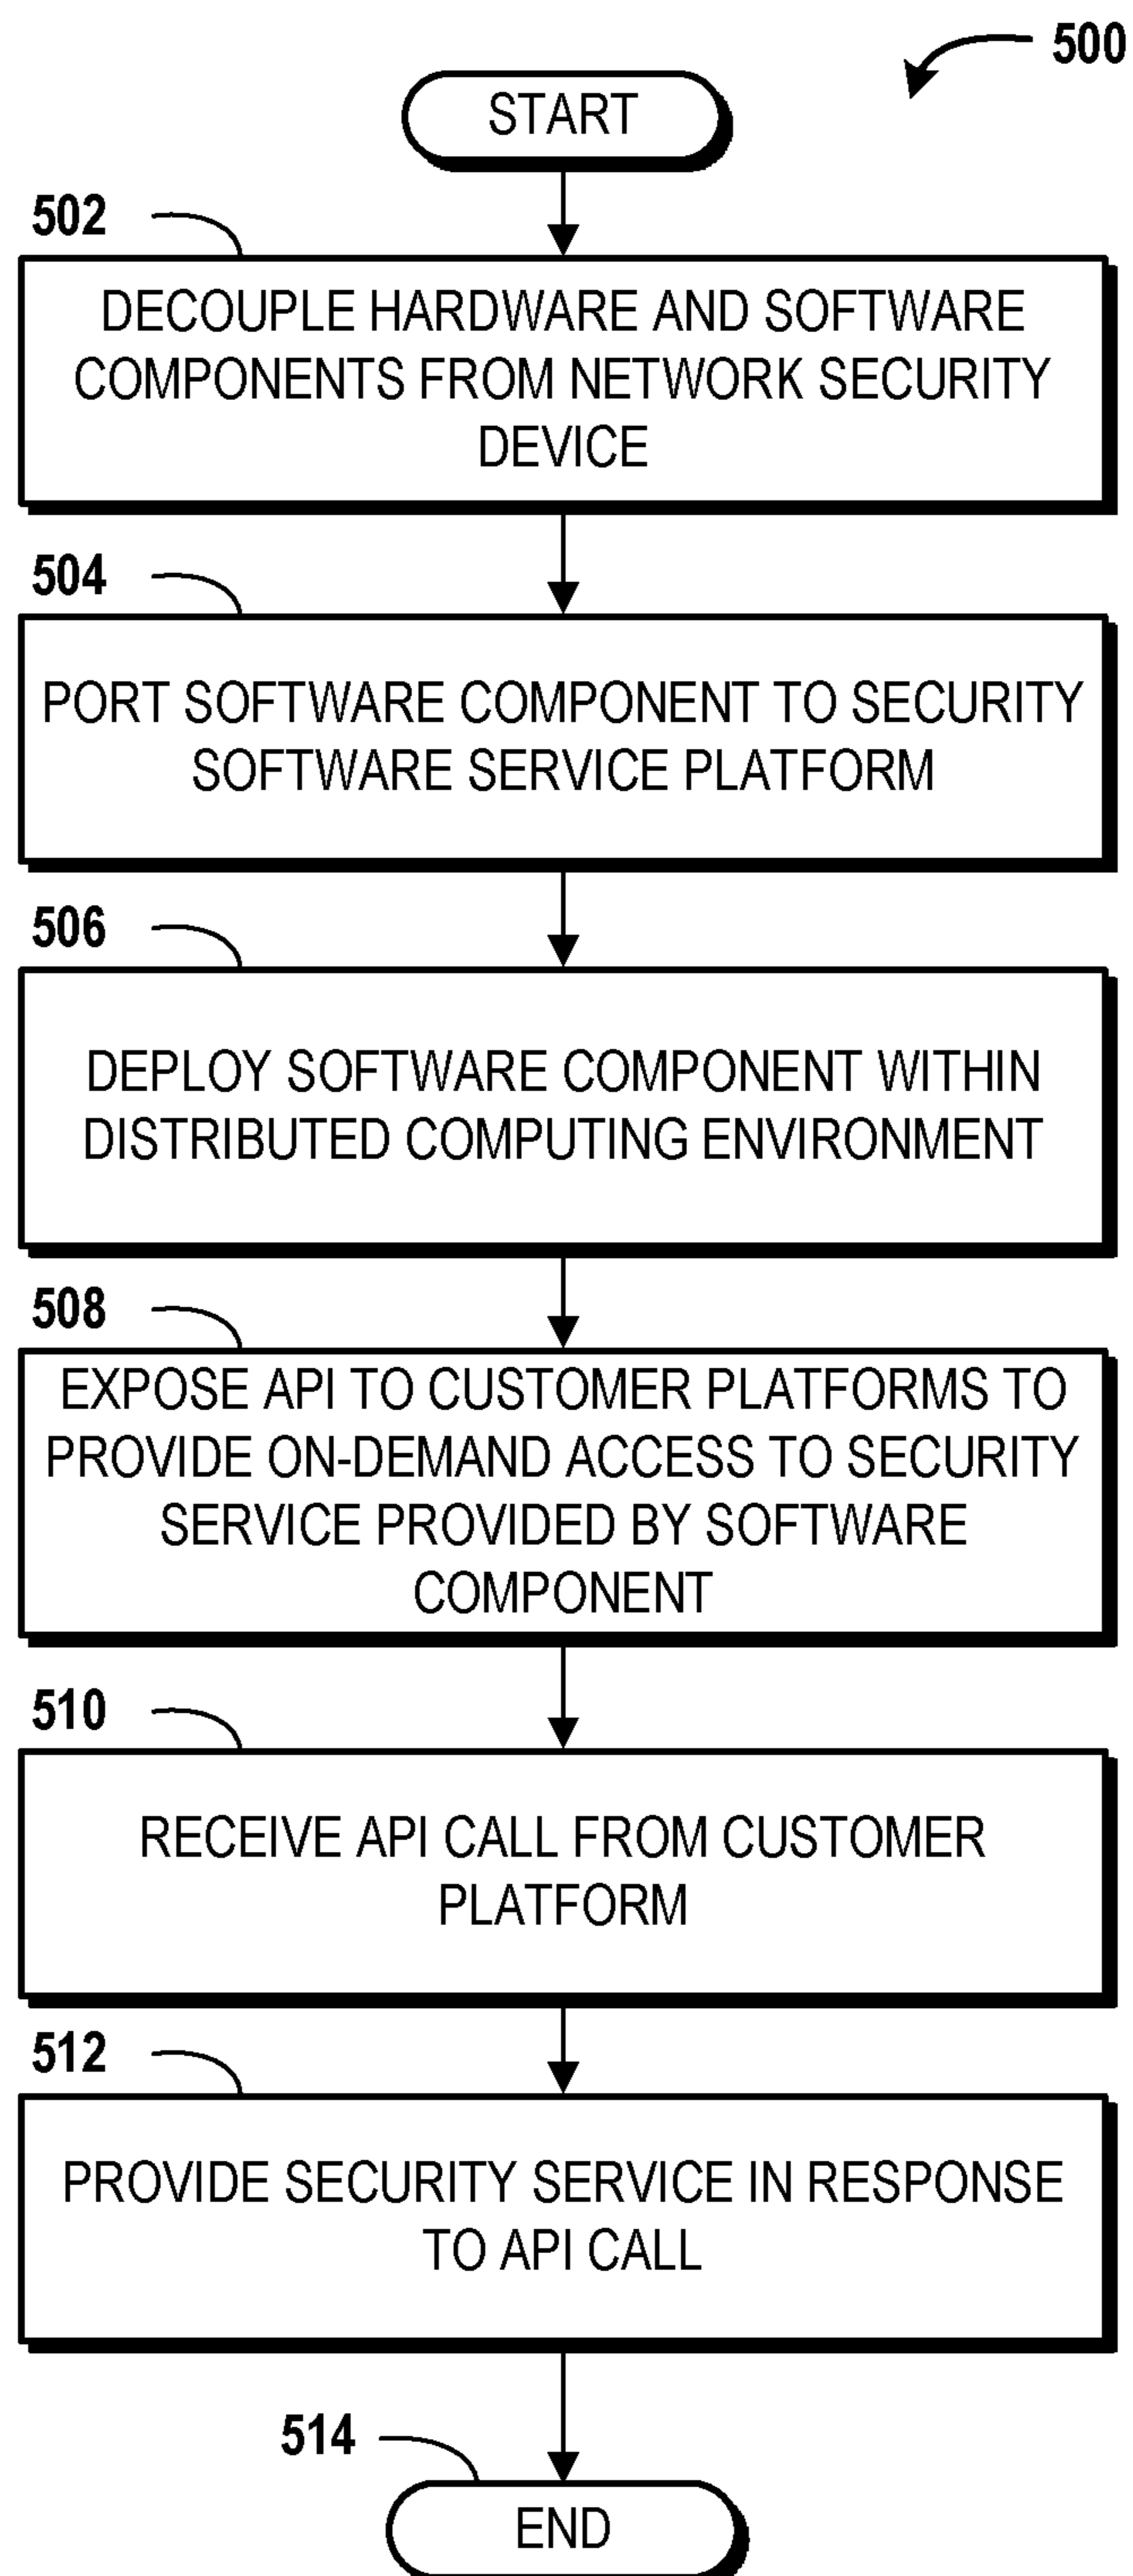 500
START
502
DECOUPLE HARDWARE AND SOFTWARE
COMPONENTS FROM NETWORK SECURITY
DEVICE
504
PORT SOFTWARE COMPONENT TO SECURITY
SOFTWARE SERVICE PLATFORM
506
DEPLOY SOFTWARE COMPONENT WITHIN
DISTRIBUTED COMPUTING ENVIRONMENT
508
EXPOSE API TO CUSTOMER PLATFORMS TO
PROVIDE ON-DEMAND ACCESS TO SECURITY
SERVICE PROVIDED BY SOFTWARE
COMPONENT
510
RECEIVE API CALL FROM CUSTOMER
PLATFORM
512
PROVIDE SECURITY SERVICE IN RESPONSE
TO API CALL
514
END